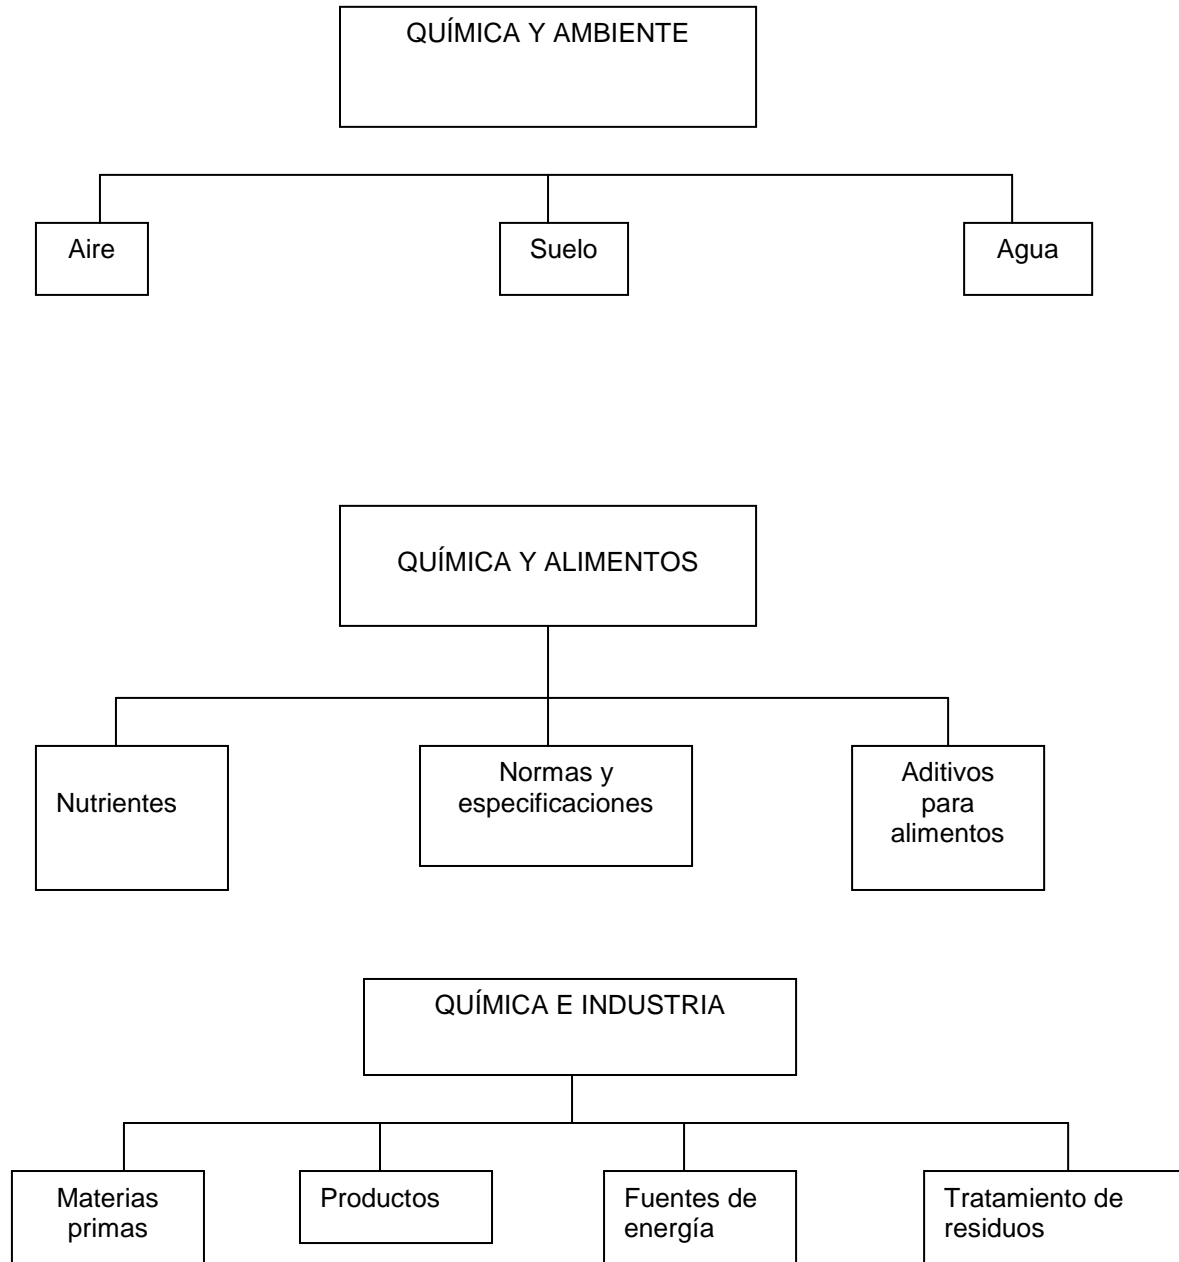 QUÍMICA Y AMBIENTE
Aire
Suelo
Agua
QUÍMICA Y ALIMENTOS
Nutrientes
Normas y
especificaciones
Aditivos
para
alimentos
QUÍMICA E INDUSTRIA
Materias
primas
Productos
Fuentes de
energía
Tratamiento de
residuos